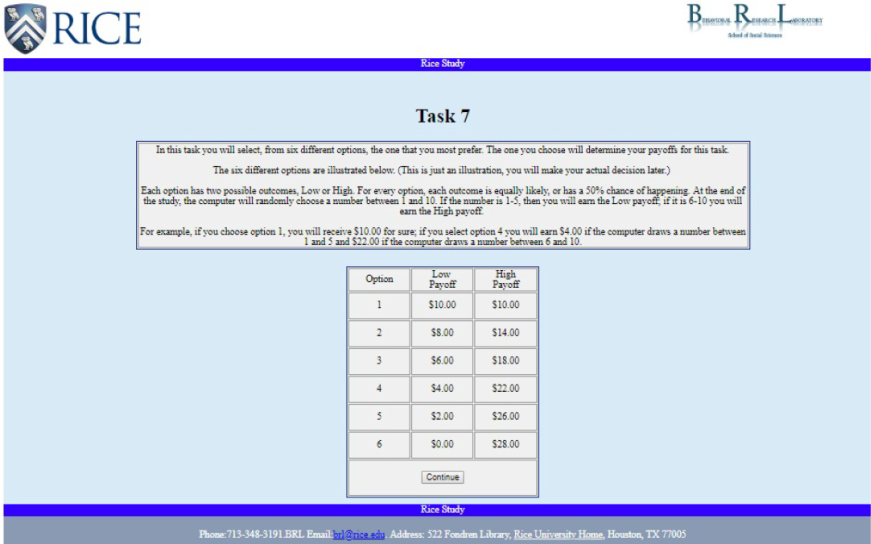 RICE
BEHAVIORAL RESEARCH LABORATORY
School of Social Sciences
Rice Study
Task 7
In this task you will select, from six different options, the one that you most prefer. The one you choose will determine your payoffs for this task.
The six different options are illustrated below. (This is just an illustration, you will make your actual decision later.)
Each option has two possible outcomes, Low or High. For every option, each outcome is equally likely, or has a 50% chance of happening. At the end of
the study, the computer will randomly choose a number between 1 and 10. If the number is 1-5, then you will earn the Low payoff; if it is 6-10 you will
earn the High payoff.
For example, if you choose option 1, you will receive $10.00 for sure; if you select option 4 you will earn $4.00 if the computer draws a number between
1 and 5 and $22.00 if the computer draws a number between 6 and 10.
Option Low Payoff High Payoff
1 $10.00 $10.00
2 $8.00 $14.00
3 $6.00 $18.00
4 $4.00 $22.00
5 $2.00 $26.00
6 $0.00 $28.00
Continue
Rice Study
Phone:713-348-3191.BRL Email:brl@rice.edu. Address: 522 Fondren Library, Rice University Home, Houston, TX 77005